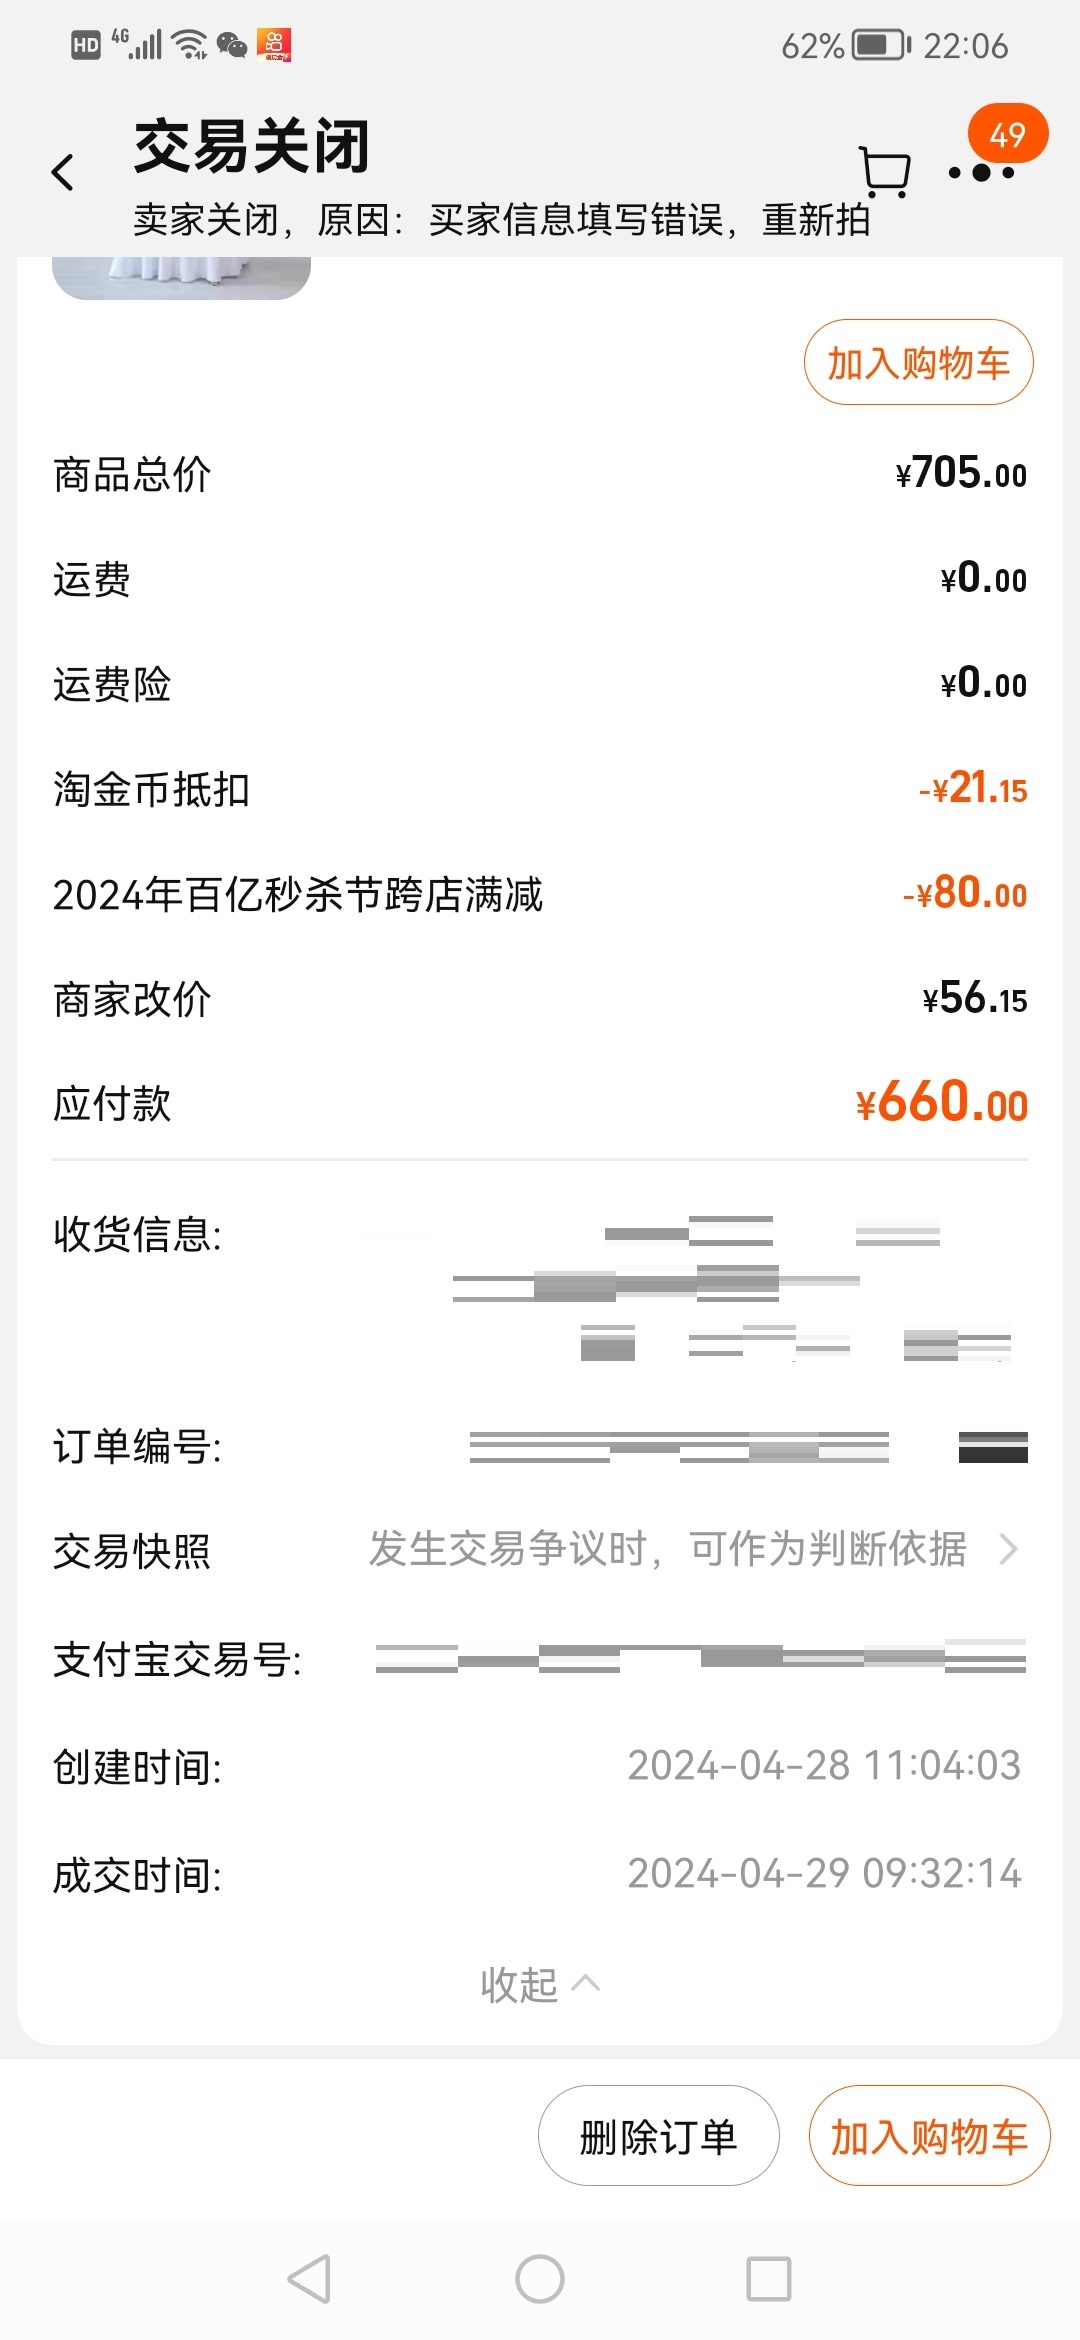 HD 4G 62% 22:06
交易关闭
49
卖家关闭，原因：买家信息填写错误，重新拍
加入购物车
商品总价 ¥705.00
运费 ¥0.00
运费险 ¥0.00
淘金币抵扣 -¥21.15
2024年百亿秒杀节跨店满减 -¥80.00
商家改价 ¥56.15
应付款 ¥660.00
收货信息:
订单编号:
交易快照 发生交易争议时，可作为判断依据
支付宝交易号:
创建时间: 2024-04-28 11:04:03
成交时间: 2024-04-29 09:32:14
收起
删除订单 加入购物车